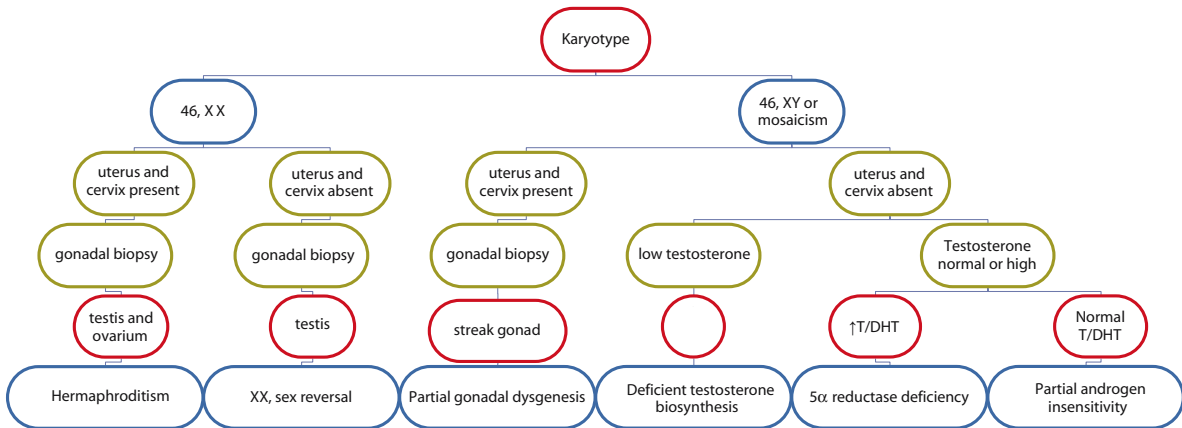 Karyotype
46, X X
46, XY or
mosaicism
uterus and
cervix present
uterus and
cervix absent
uterus and
cervix present
uterus and
cervix absent
gonadal biopsy
gonadal biopsy
gonadal biopsy
low testosterone
Testosterone
normal or high
testis and
ovarium
testis
streak gonad
↑T/DHT
Normal
T/DHT
Hermaphroditism
XX, sex reversal
Partial gonadal dysgenesis
Deficient testosterone
biosynthesis
5α reductase deficiency
Partial androgen
insensitivity